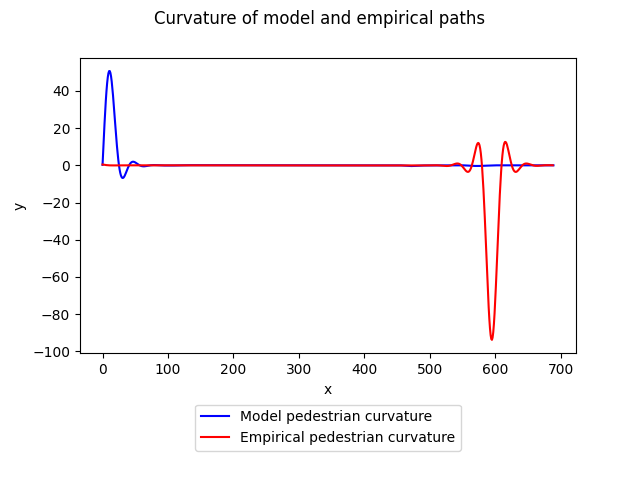 Curvature of model and empirical paths
40
20
0
−20
−40
−60
−80
−100
y
0 100 200 300 400 500 600 700
x
Model pedestrian curvature
Empirical pedestrian curvature